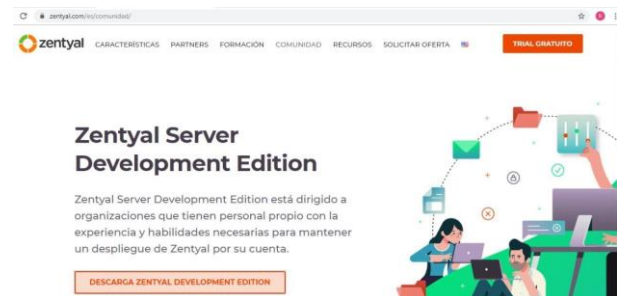 zentyal.com/es/comunidad/
zentyal CARACTERÍSTICAS PARTNERS FORMACIÓN COMUNIDAD RECURSOS SOLICITAR OFERTA TRIAL GRATUITO
Zentyal Server
Development Edition
Zentyal Server Development Edition está dirigido a
organizaciones que tienen personal propio con la
experiencia y habilidades necesarias para mantener
un despliegue de Zentyal por su cuenta.
DESCARGA ZENTYAL DEVELOPMENT EDITION